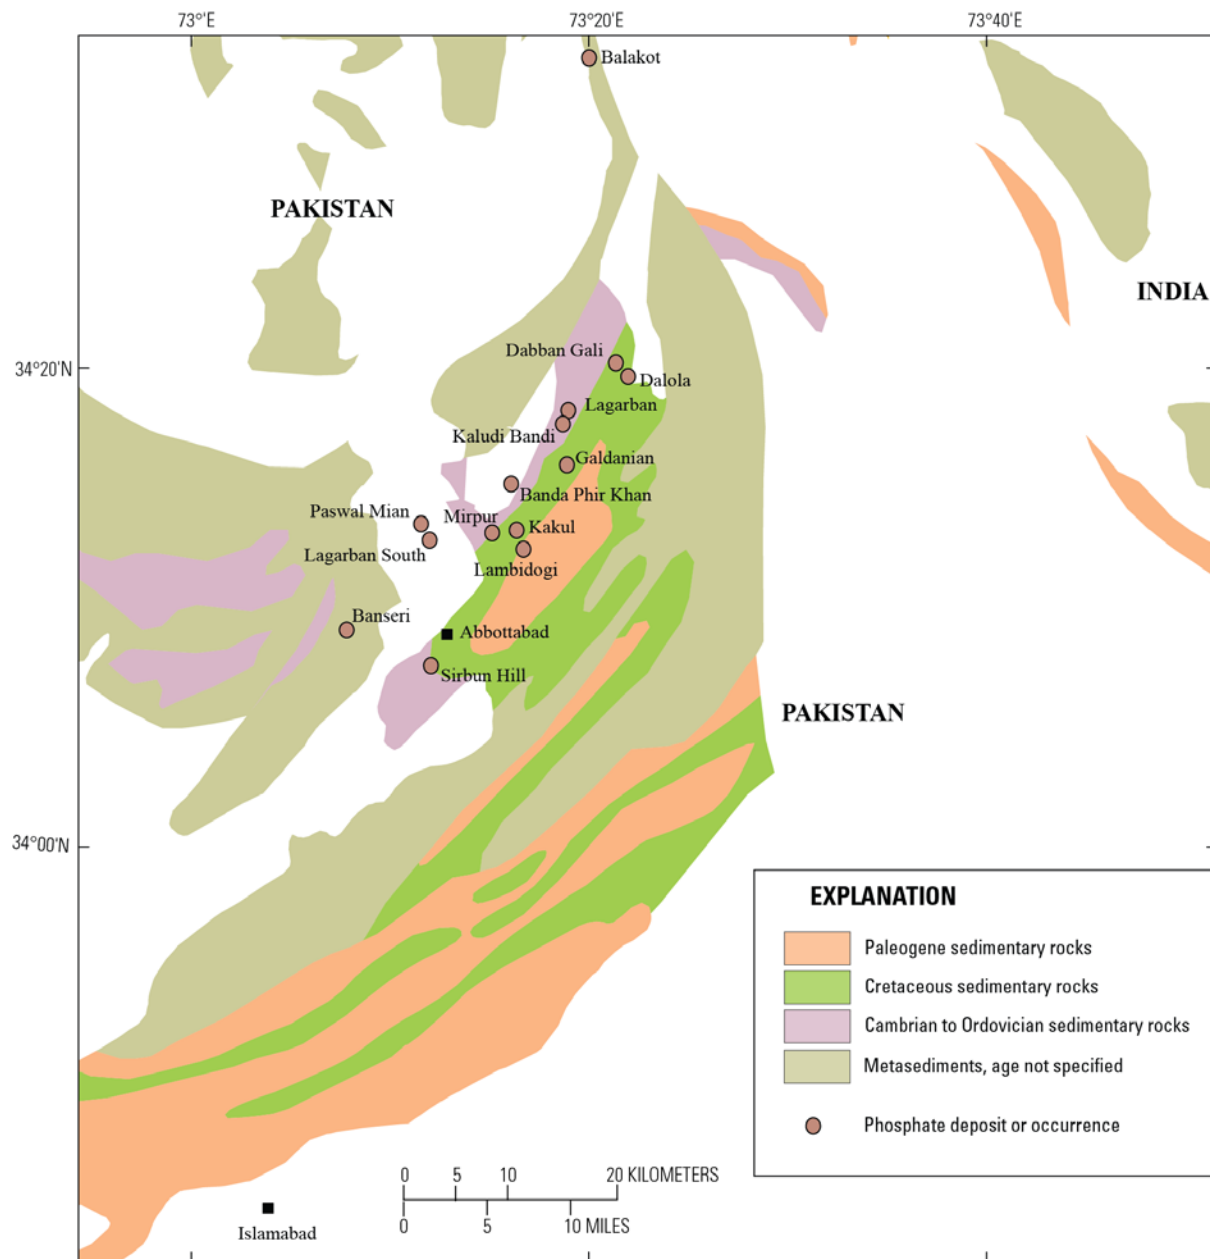 73°E
73°20'E
73°40'E
Balakot
PAKISTAN
INDIA
Dabban Gali
34°20'N
Dalola
Lagarban
Kaludi Bandi
Galdanian
Banda Phir Khan
Paswal Mian
Mirpur
Kakul
Lagarban South
Lambidogi
Banseri
Abbottabad
Sirbun Hill
PAKISTAN
34°00'N
EXPLANATION
Paleogene sedimentary rocks
Cretaceous sedimentary rocks
Cambrian to Ordovician sedimentary rocks
Metasediments, age not specified
Phosphate deposit or occurrence
0 5 10 20 KILOMETERS
0 5 10 MILES
Islamabad